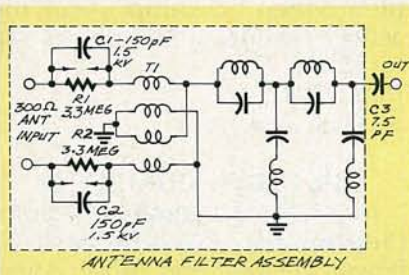 C1-150pF
1.5
kV
R1
3.3MEG
T1
300Ω
ANT
INPUT
R2
3.3MEG
C2
150pF
1.5 kV
OUT
C3
7.5
PF
ANTENNA FILTER ASSEMBLY